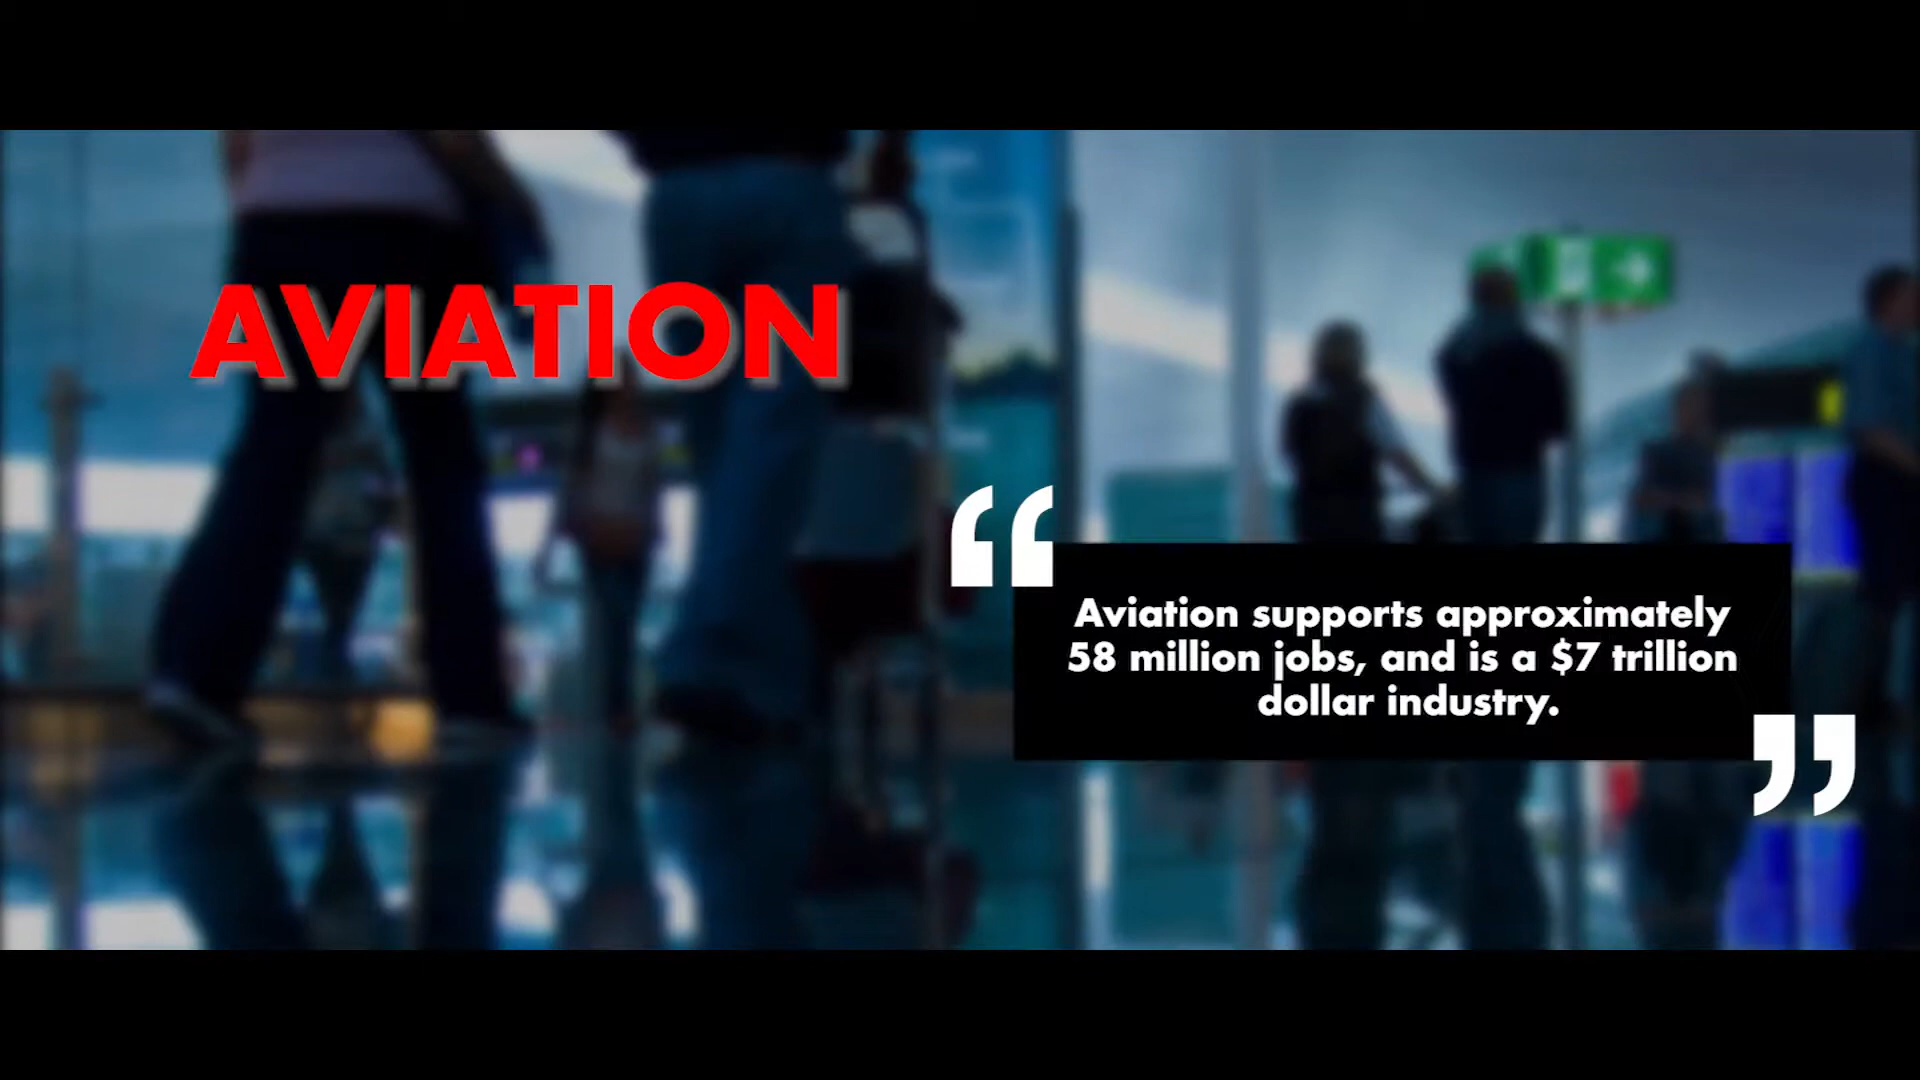 AVIATION
“
Aviation supports approximately
58 million jobs, and is a $7 trillion
dollar industry.
”